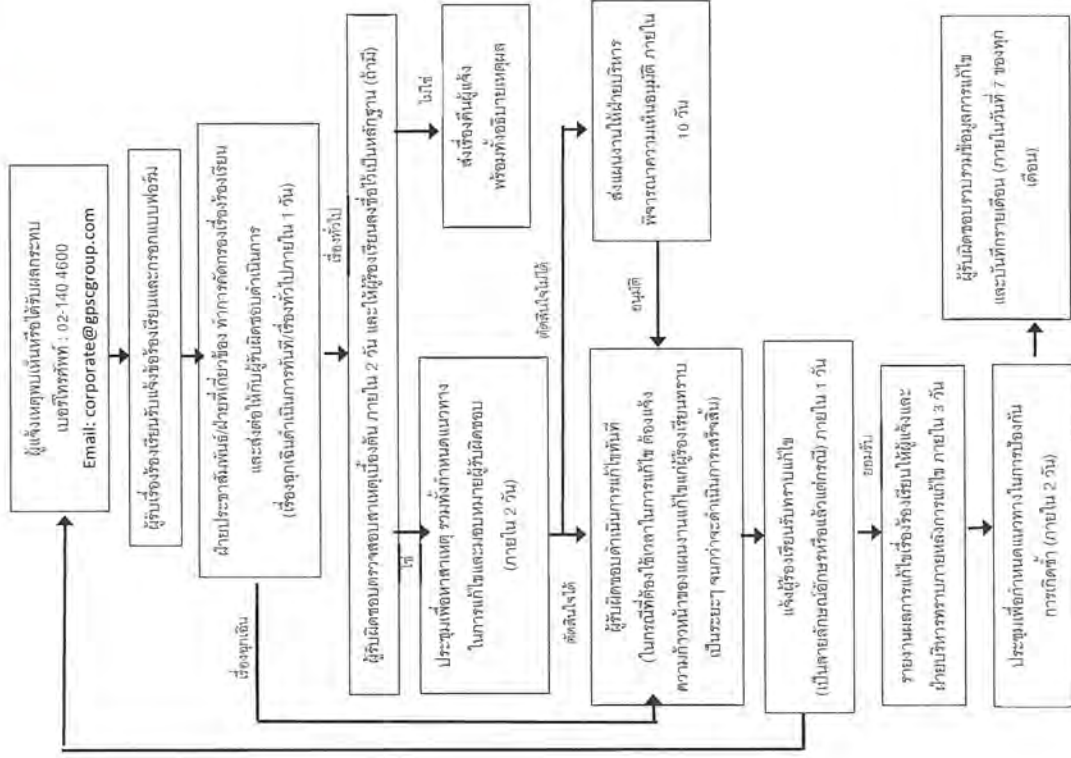 ผู้แจ้งเหตุพบเห็นหรือได้รับผลกระทบ
เบอร์โทรศัพท์ : 02-140 4600
Email: corporate@gpscgroup.com
ผู้รับเรื่องร้องเรียนรับแจ้งข้อร้องเรียนและกรอกแบบฟอร์ม
ฝ่ายประชาสัมพันธ์/ฝ่ายที่เกี่ยวข้อง ทำการคัดกรองเรื่องร้องเรียน
และส่งต่อให้กับผู้รับผิดชอบดำเนินการ
(เรื่องฉุกเฉินดำเนินการทันที/เรื่องทั่วไปภายใน 1 วัน)
เรื่องฉุกเฉิน
เรื่องทั่วไป
ผู้รับผิดชอบตรวจสอบสาเหตุเบื้องต้น ภายใน 2 วัน และให้ผู้ร้องเรียนลงชื่อไว้เป็นหลักฐาน (ถ้ามี)
ใช่
ไม่ใช่
ประชุมเพื่อหาสาเหตุ รวมทั้งกำหนดแนวทาง
ในการแก้ไขและมอบหมายผู้รับผิดชอบ
(ภายใน 2 วัน)
ส่งเรื่องคืนผู้แจ้ง
พร้อมทั้งอธิบายเหตุผล
ตัดสินใจได้
ตัดสินใจไม่ได้
ผู้รับผิดชอบดำเนินการแก้ไขทันที
(ในกรณีที่ต้องใช้เวลาในการแก้ไข ต้องแจ้ง
ความก้าวหน้าของแผนงานแก้ไขแก่ผู้ร้องเรียนทราบ
เป็นระยะๆ จนกว่าจะดำเนินการเสร็จสิ้น)
อนุมัติ
ส่งแผนงานให้ฝ่ายบริหาร
พิจารณาความเห็นอนุมัติ ภายใน
10 วัน
แจ้งผู้ร้องเรียนรับทราบแก้ไข
(เป็นลายลักษณ์อักษรหรือแล้วแต่กรณี) ภายใน 1 วัน
ยอมรับ
รายงานผลการแก้ไขเรื่องร้องเรียนให้ผู้แจ้งและ
ฝ่ายบริหารทราบภายหลังการแก้ไข ภายใน 3 วัน
ประชุมเพื่อกำหนดแนวทางในการป้องกัน
การเกิดซ้ำ (ภายใน 2 วัน)
ผู้รับผิดชอบรวบรวมข้อมูลการแก้ไข
และบันทึกรายเดือน (ภายในวันที่ 7 ของทุก
เดือน)